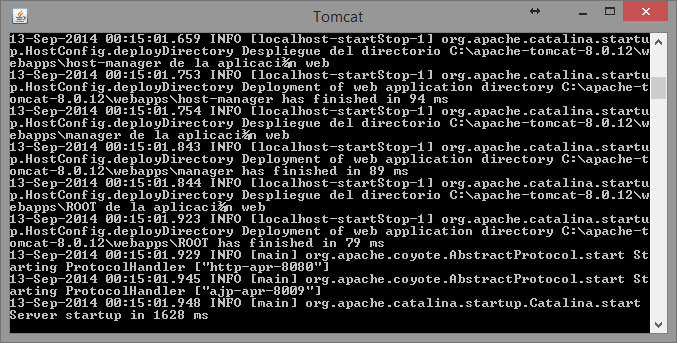 Tomcat
13-Sep-2014 00:15:01.659 INFO [localhost-startStop-1] org.apache.catalina.startu
p.HostConfig.deployDirectory Despliegue del directorio C:\apache-tomcat-8.0.12\w
ebapps\host-manager de la aplicaci¾n web
13-Sep-2014 00:15:01.753 INFO [localhost-startStop-1] org.apache.catalina.startu
p.HostConfig.deployDirectory Deployment of web application directory C:\apache-t
omcat-8.0.12\webapps\host-manager has finished in 94 ms
13-Sep-2014 00:15:01.754 INFO [localhost-startStop-1] org.apache.catalina.startu
p.HostConfig.deployDirectory Despliegue del directorio C:\apache-tomcat-8.0.12\w
ebapps\manager de la aplicaci¾n web
13-Sep-2014 00:15:01.843 INFO [localhost-startStop-1] org.apache.catalina.startu
p.HostConfig.deployDirectory Deployment of web application directory C:\apache-t
omcat-8.0.12\webapps\manager has finished in 89 ms
13-Sep-2014 00:15:01.844 INFO [localhost-startStop-1] org.apache.catalina.startu
p.HostConfig.deployDirectory Despliegue del directorio C:\apache-tomcat-8.0.12\w
ebapps\ROOT de la aplicaci¾n web
13-Sep-2014 00:15:01.923 INFO [localhost-startStop-1] org.apache.catalina.startu
p.HostConfig.deployDirectory Deployment of web application directory C:\apache-t
omcat-8.0.12\webapps\ROOT has finished in 79 ms
13-Sep-2014 00:15:01.929 INFO [main] org.apache.coyote.AbstractProtocol.start St
arting ProtocolHandler ["http-apr-8080"]
13-Sep-2014 00:15:01.945 INFO [main] org.apache.coyote.AbstractProtocol.start St
arting ProtocolHandler ["ajp-apr-8009"]
13-Sep-2014 00:15:01.948 INFO [main] org.apache.catalina.startup.Catalina.start
Server startup in 1628 ms